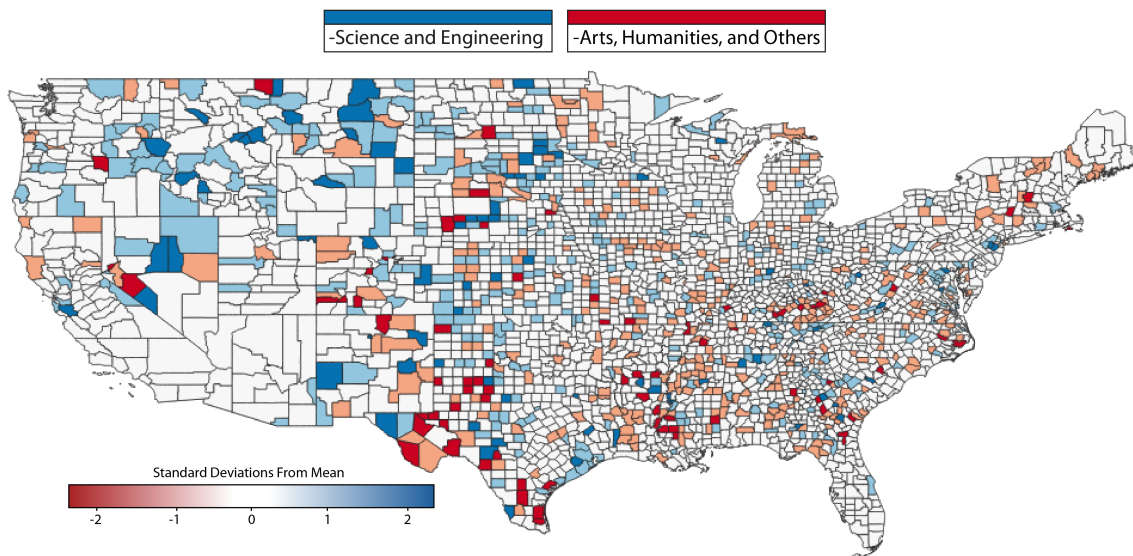 -Science and Engineering
-Arts, Humanities, and Others
Standard Deviations From Mean
-2 -1 0 1 2